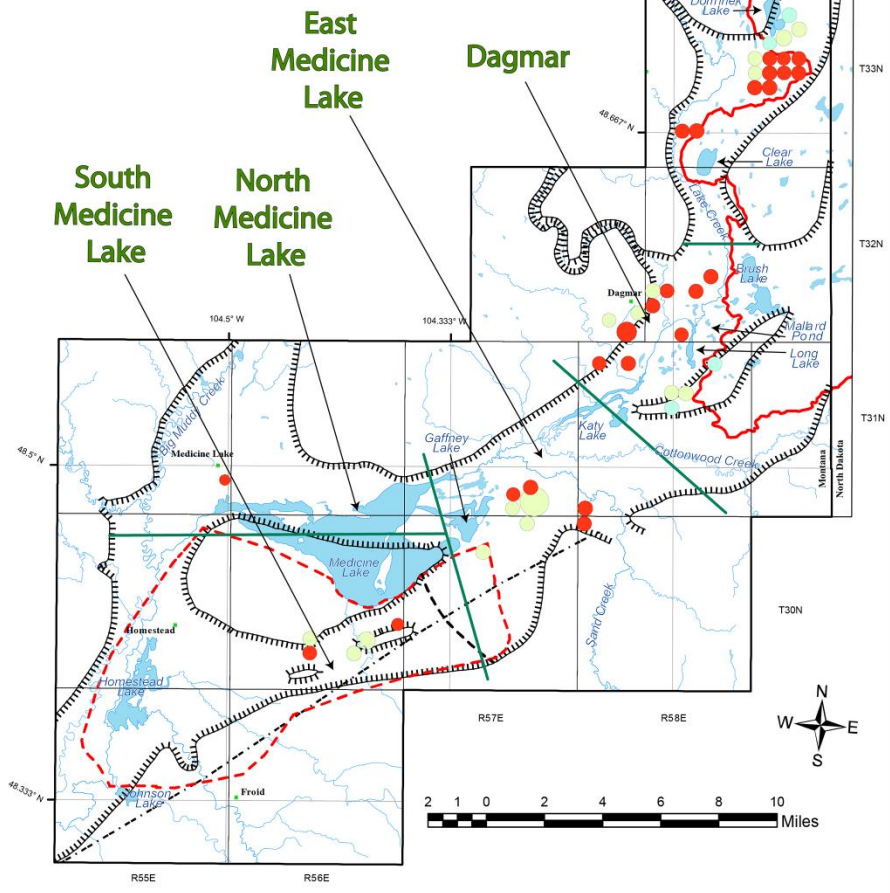 Dominek
Lake
East
Medicine
Lake
Dagmar
T33N
48.667° N
Clear
Lake
South
Medicine
Lake
North
Medicine
Lake
Lake Creek
T32N
Brush
Lake
Dagmar
104.5° W
104.333° W
Mallard
Pond
Long
Lake
Big Muddy Creek
Katy
Lake
T31N
Gaffney
Lake
Medicine Lake
48.5° N
Cottonwood Creek
Montana
North Dakota
Medicine
Lake
Sand Creek
T30N
Homestead
Homestead
Lake
R57E
R58E
N
W
E
S
48.333° N
Johnson
Lake
Froid
2 1 0 2 4 6 8 10
Miles
R55E
R56E